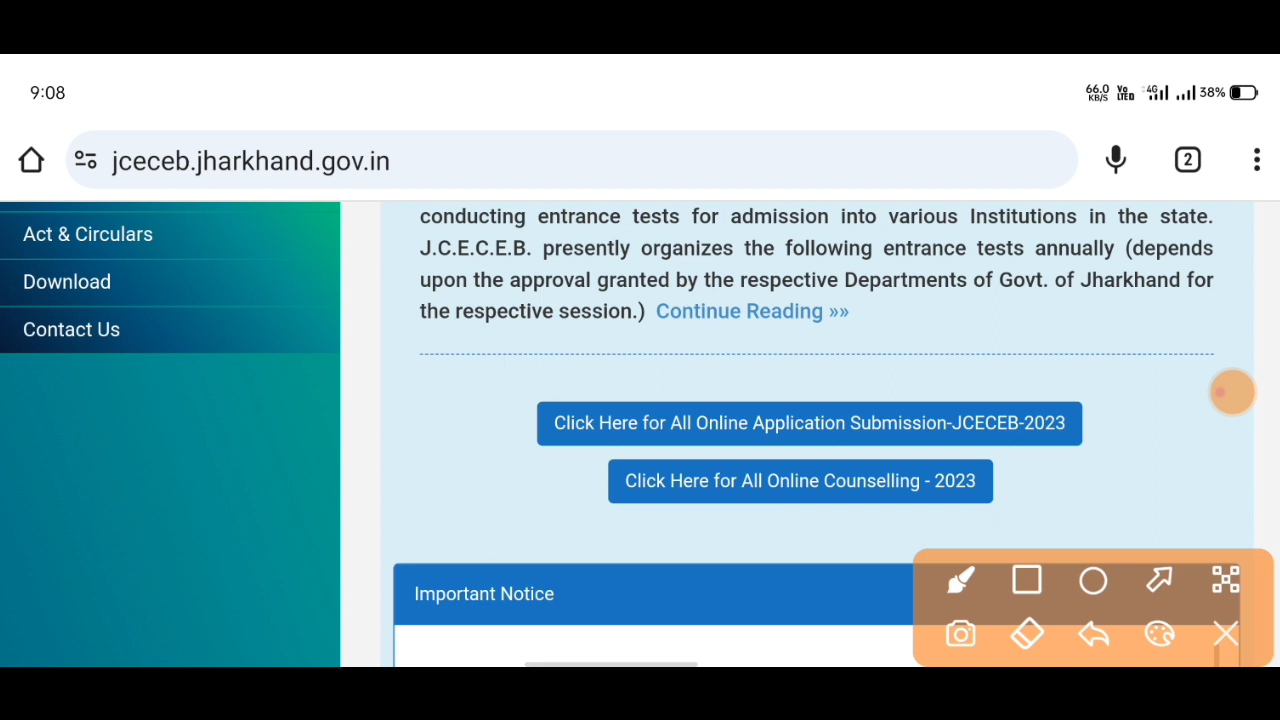 9:08
66.0 KB/S Vo LTE 4G 38%
jceceb.jharkhand.gov.in
2
Act & Circulars
Download
Contact Us
conducting entrance tests for admission into various Institutions in the state.
J.C.E.C.E.B. presently organizes the following entrance tests annually (depends
upon the approval granted by the respective Departments of Govt. of Jharkhand for
the respective session.) Continue Reading »»
Click Here for All Online Application Submission-JCECEB-2023
Click Here for All Online Counselling - 2023
Important Notice